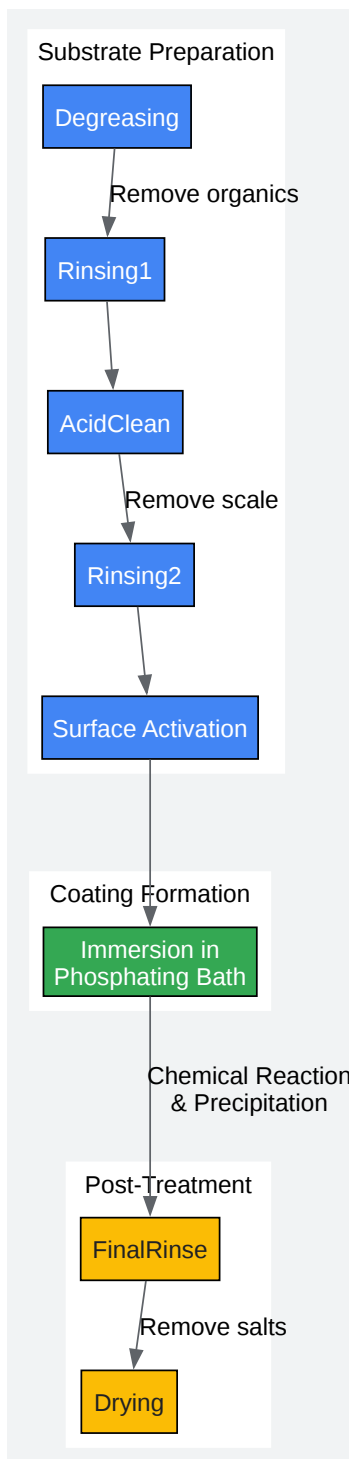 Substrate Preparation
Degreasing
Remove organics
Rinsing1
AcidClean
Remove scale
Rinsing2
Surface Activation
Coating Formation
Immersion in
Phosphating Bath
Chemical Reaction
& Precipitation
Post-Treatment
FinalRinse
Remove salts
Drying